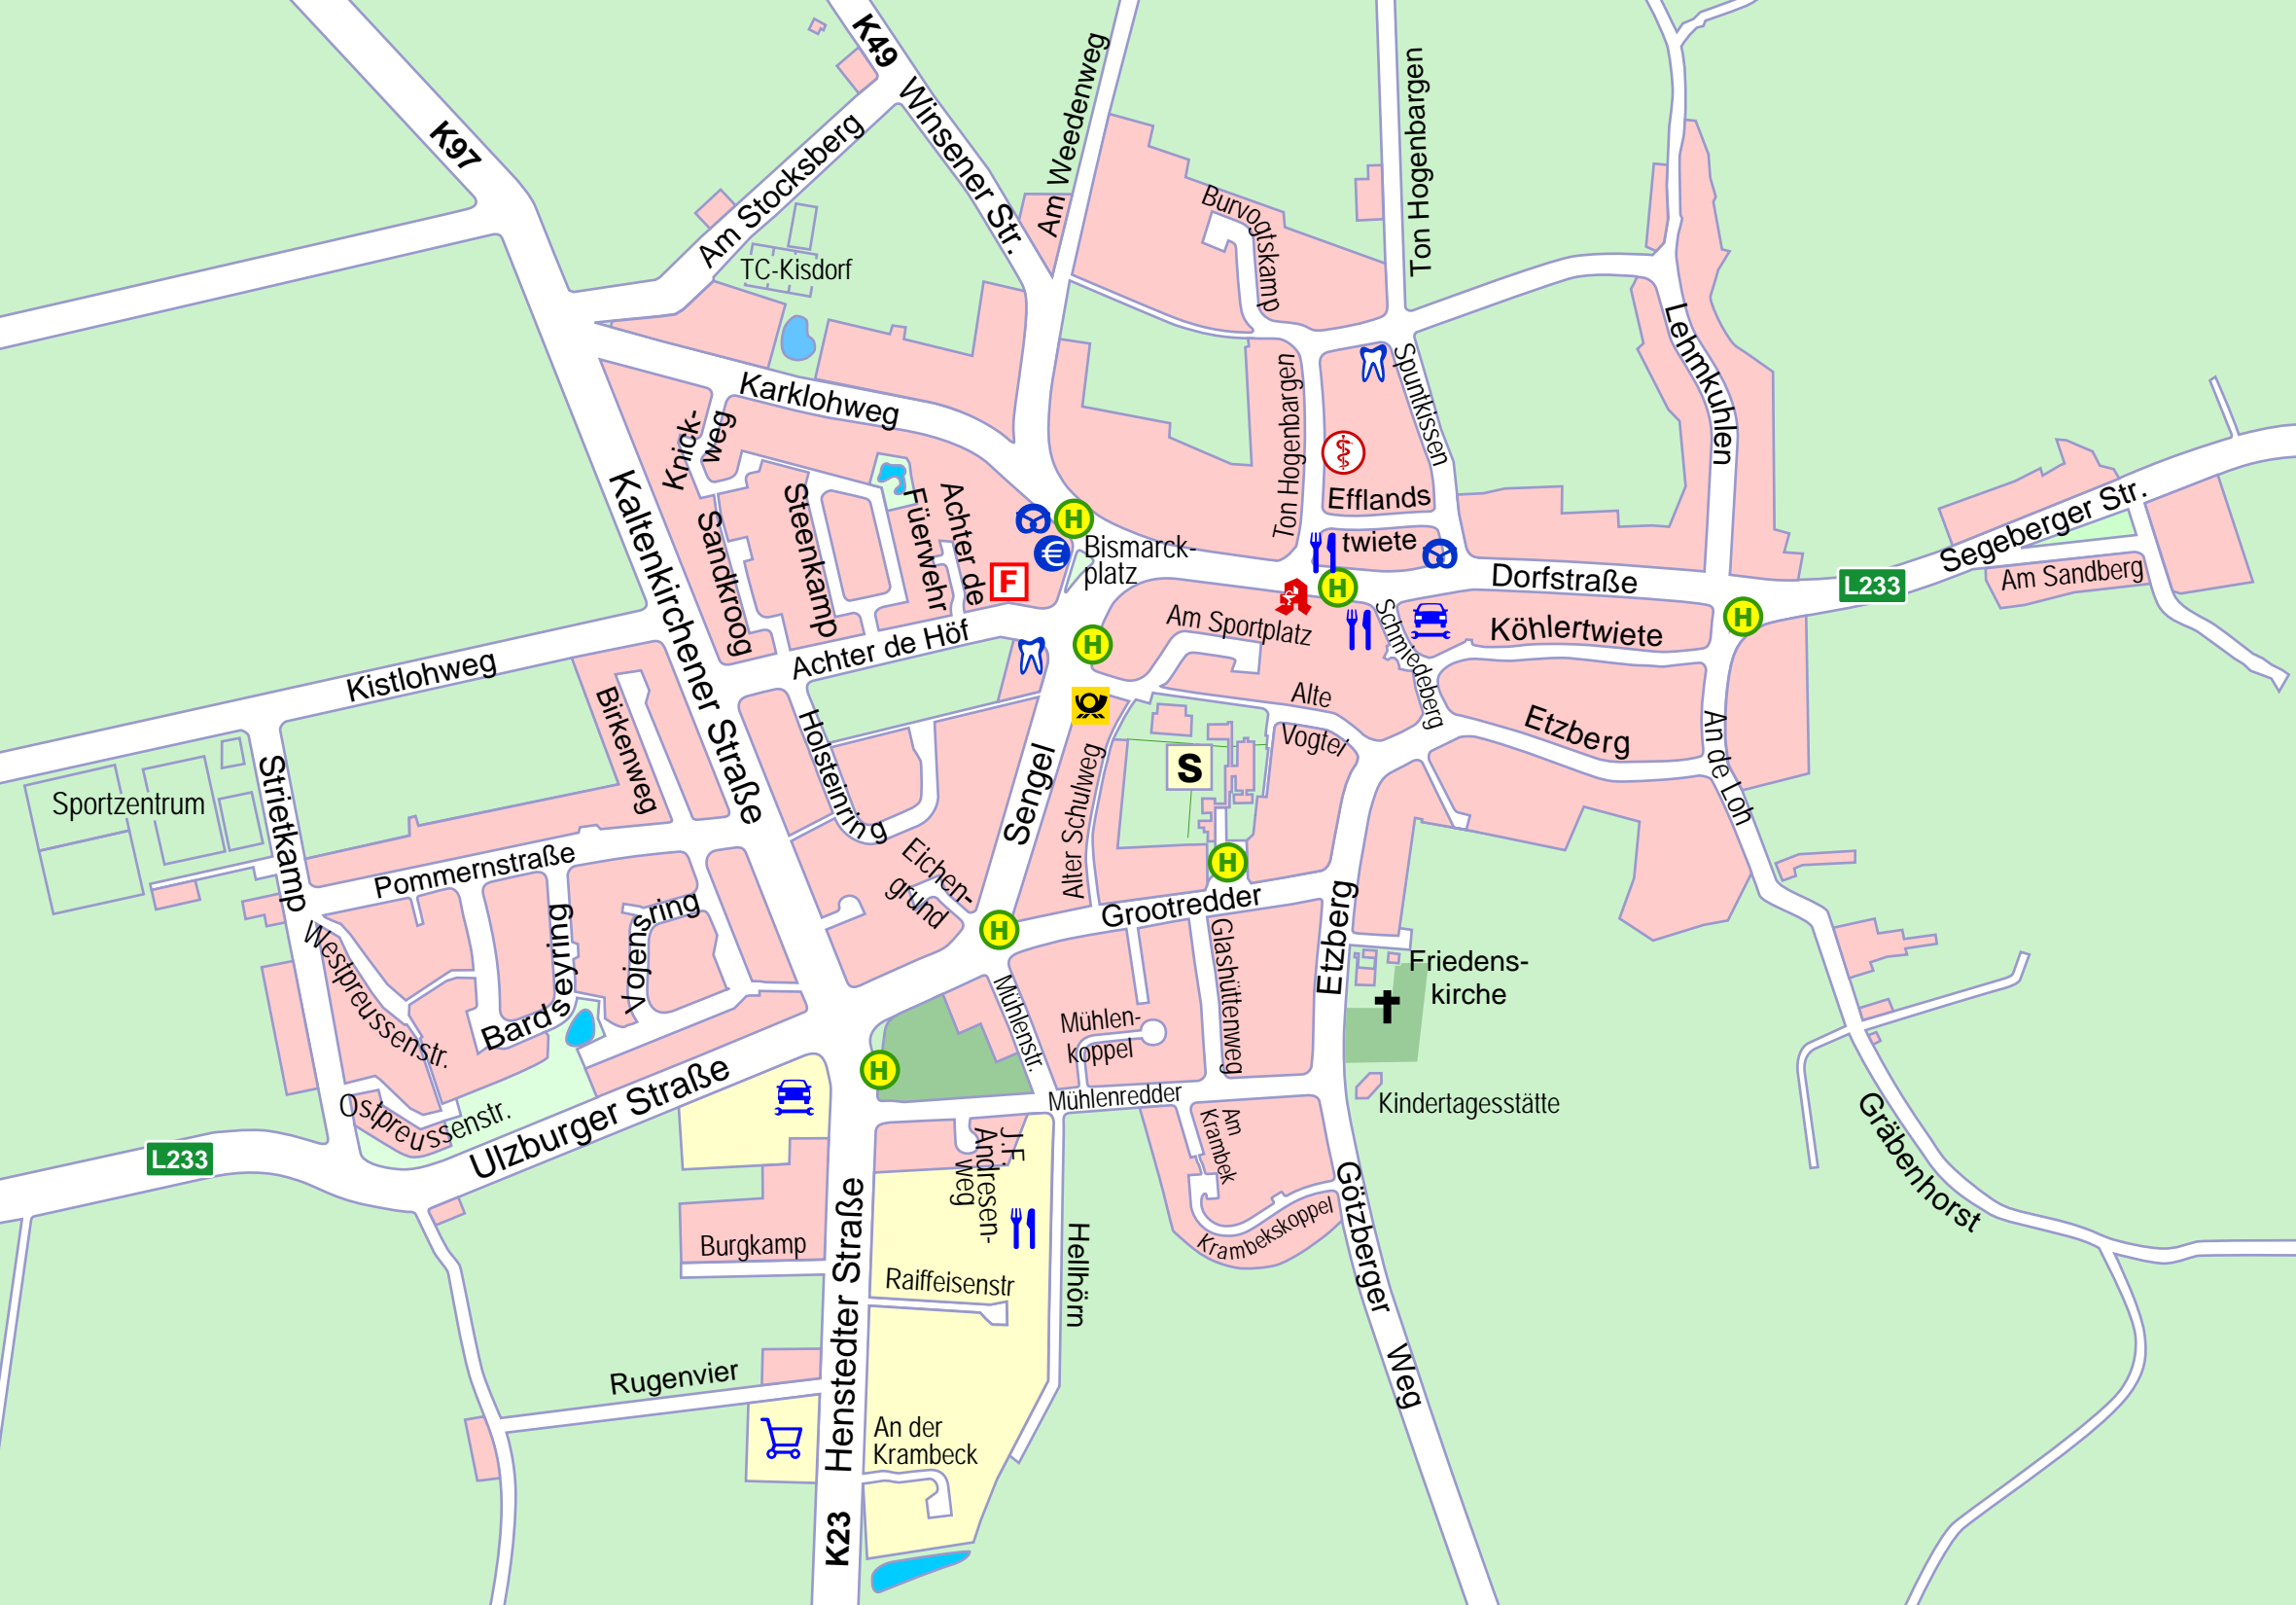 K49
Winsener Str.
Am Weedenweg
Ton Hogenbargen
K97
Am Stocksberg
TC-Kisdorf
Burvogtskamp
Lehmkuhlen
Karklohweg
Knick-
weg
Ton Hogenbargen
Spuntkissen
Kaltenkirchener Straße
Sandkroog
Steenkamp
Achter de
Füerwehr
H
€
F
Bismarck-
platz
Efflands
twiete
H
Dorfstraße
L233
Segeberger Str.
Am Sandberg
H
H
Am Sportplatz
Schmiedeberg
Köhlertwiete
Achter de Höf
Kistlohweg
Birkenweg
Holsteinring
Sengel
Alter Schulweg
Alte
Vogtei
S
Etzberg
An de Loh
Sportzentrum
Strietkamp
Pommernstraße
Eichen-
grund
H
H
Grootredder
Etzberg
Glashüttenweg
Westpreussenstr.
Bardseyring
Vojensring
Mühlenstr.
Mühlen-
koppel
Friedens-
kirche
Ostpreussenstr.
Ulzburger Straße
H
Mühlenredder
Kindertagesstätte
L233
J.F.
Andresen-
weg
Am
Krambek
Krambekskoppel
Götzberger Weg
Gräbenhorst
Burgkamp
Henstedter Straße
Raiffeisenstr
Hellhörn
Rugenvier
An der
Krambeck
K23